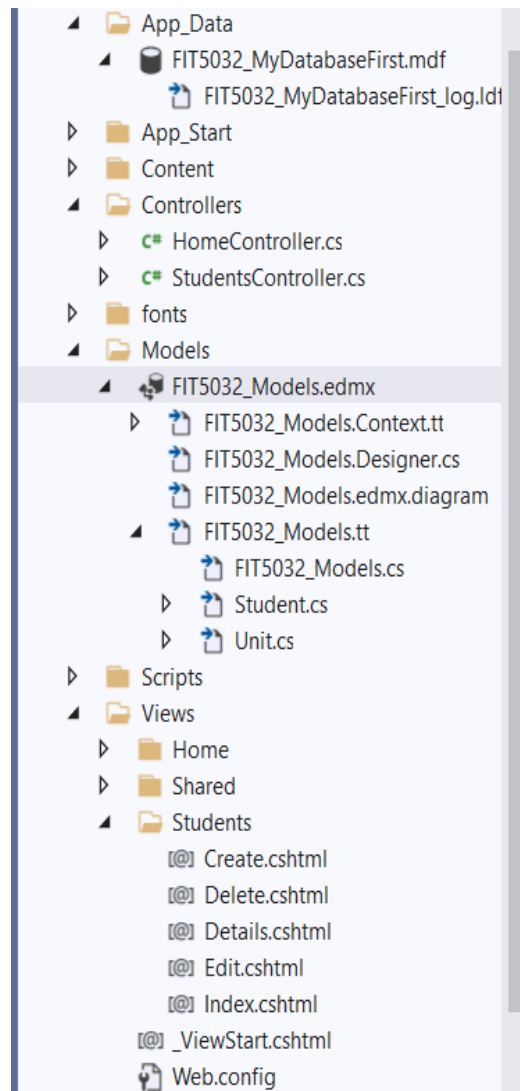 App_Data
FIT5032_MyDatabaseFirst.mdf
FIT5032_MyDatabaseFirst_log.ldf
App_Start
Content
Controllers
C# HomeController.cs
C# StudentsController.cs
fonts
Models
FIT5032_Models.edmx
FIT5032_Models.Context.tt
FIT5032_Models.Designer.cs
FIT5032_Models.edmx.diagram
FIT5032_Models.tt
FIT5032_Models.cs
Student.cs
Unit.cs
Scripts
Views
Home
Shared
Students
[@] Create.cshtml
[@] Delete.cshtml
[@] Details.cshtml
[@] Edit.cshtml
[@] Index.cshtml
[@] _ViewStart.cshtml
Web.config